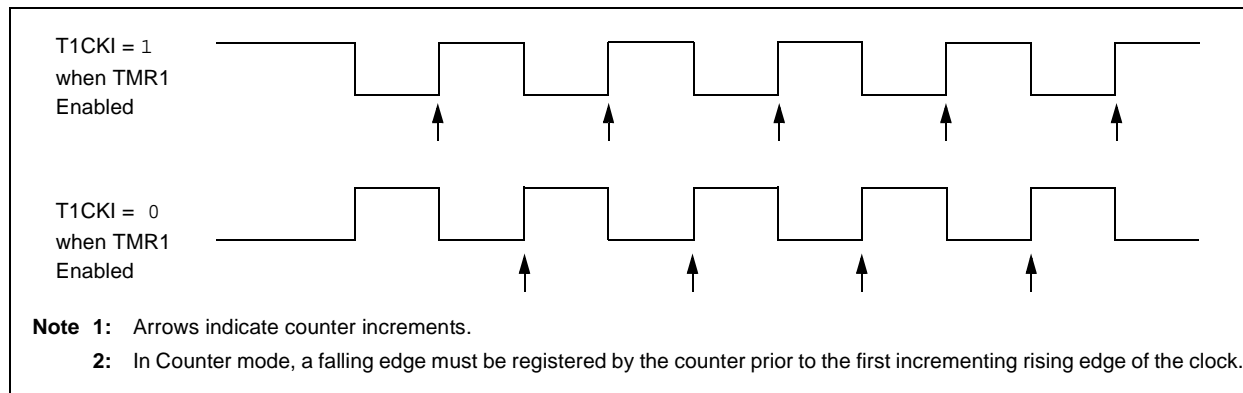 T1CKI = 1
when TMR1
Enabled
T1CKI = 0
when TMR1
Enabled
Note 1: Arrows indicate counter increments.
2: In Counter mode, a falling edge must be registered by the counter prior to the first incrementing rising edge of the clock.